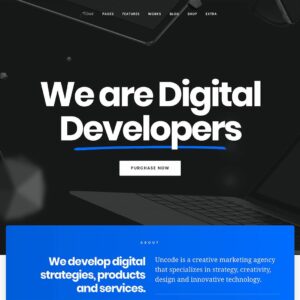 HOME PAGES FEATURES WORKS BLOG SHOP EXTRA
We are Digital
Developers
PURCHASE NOW
ABOUT
We develop digital
strategies, products
and services.
Uncode is a creative marketing agency
that specializes in strategy, creativity,
design and innovative technology.